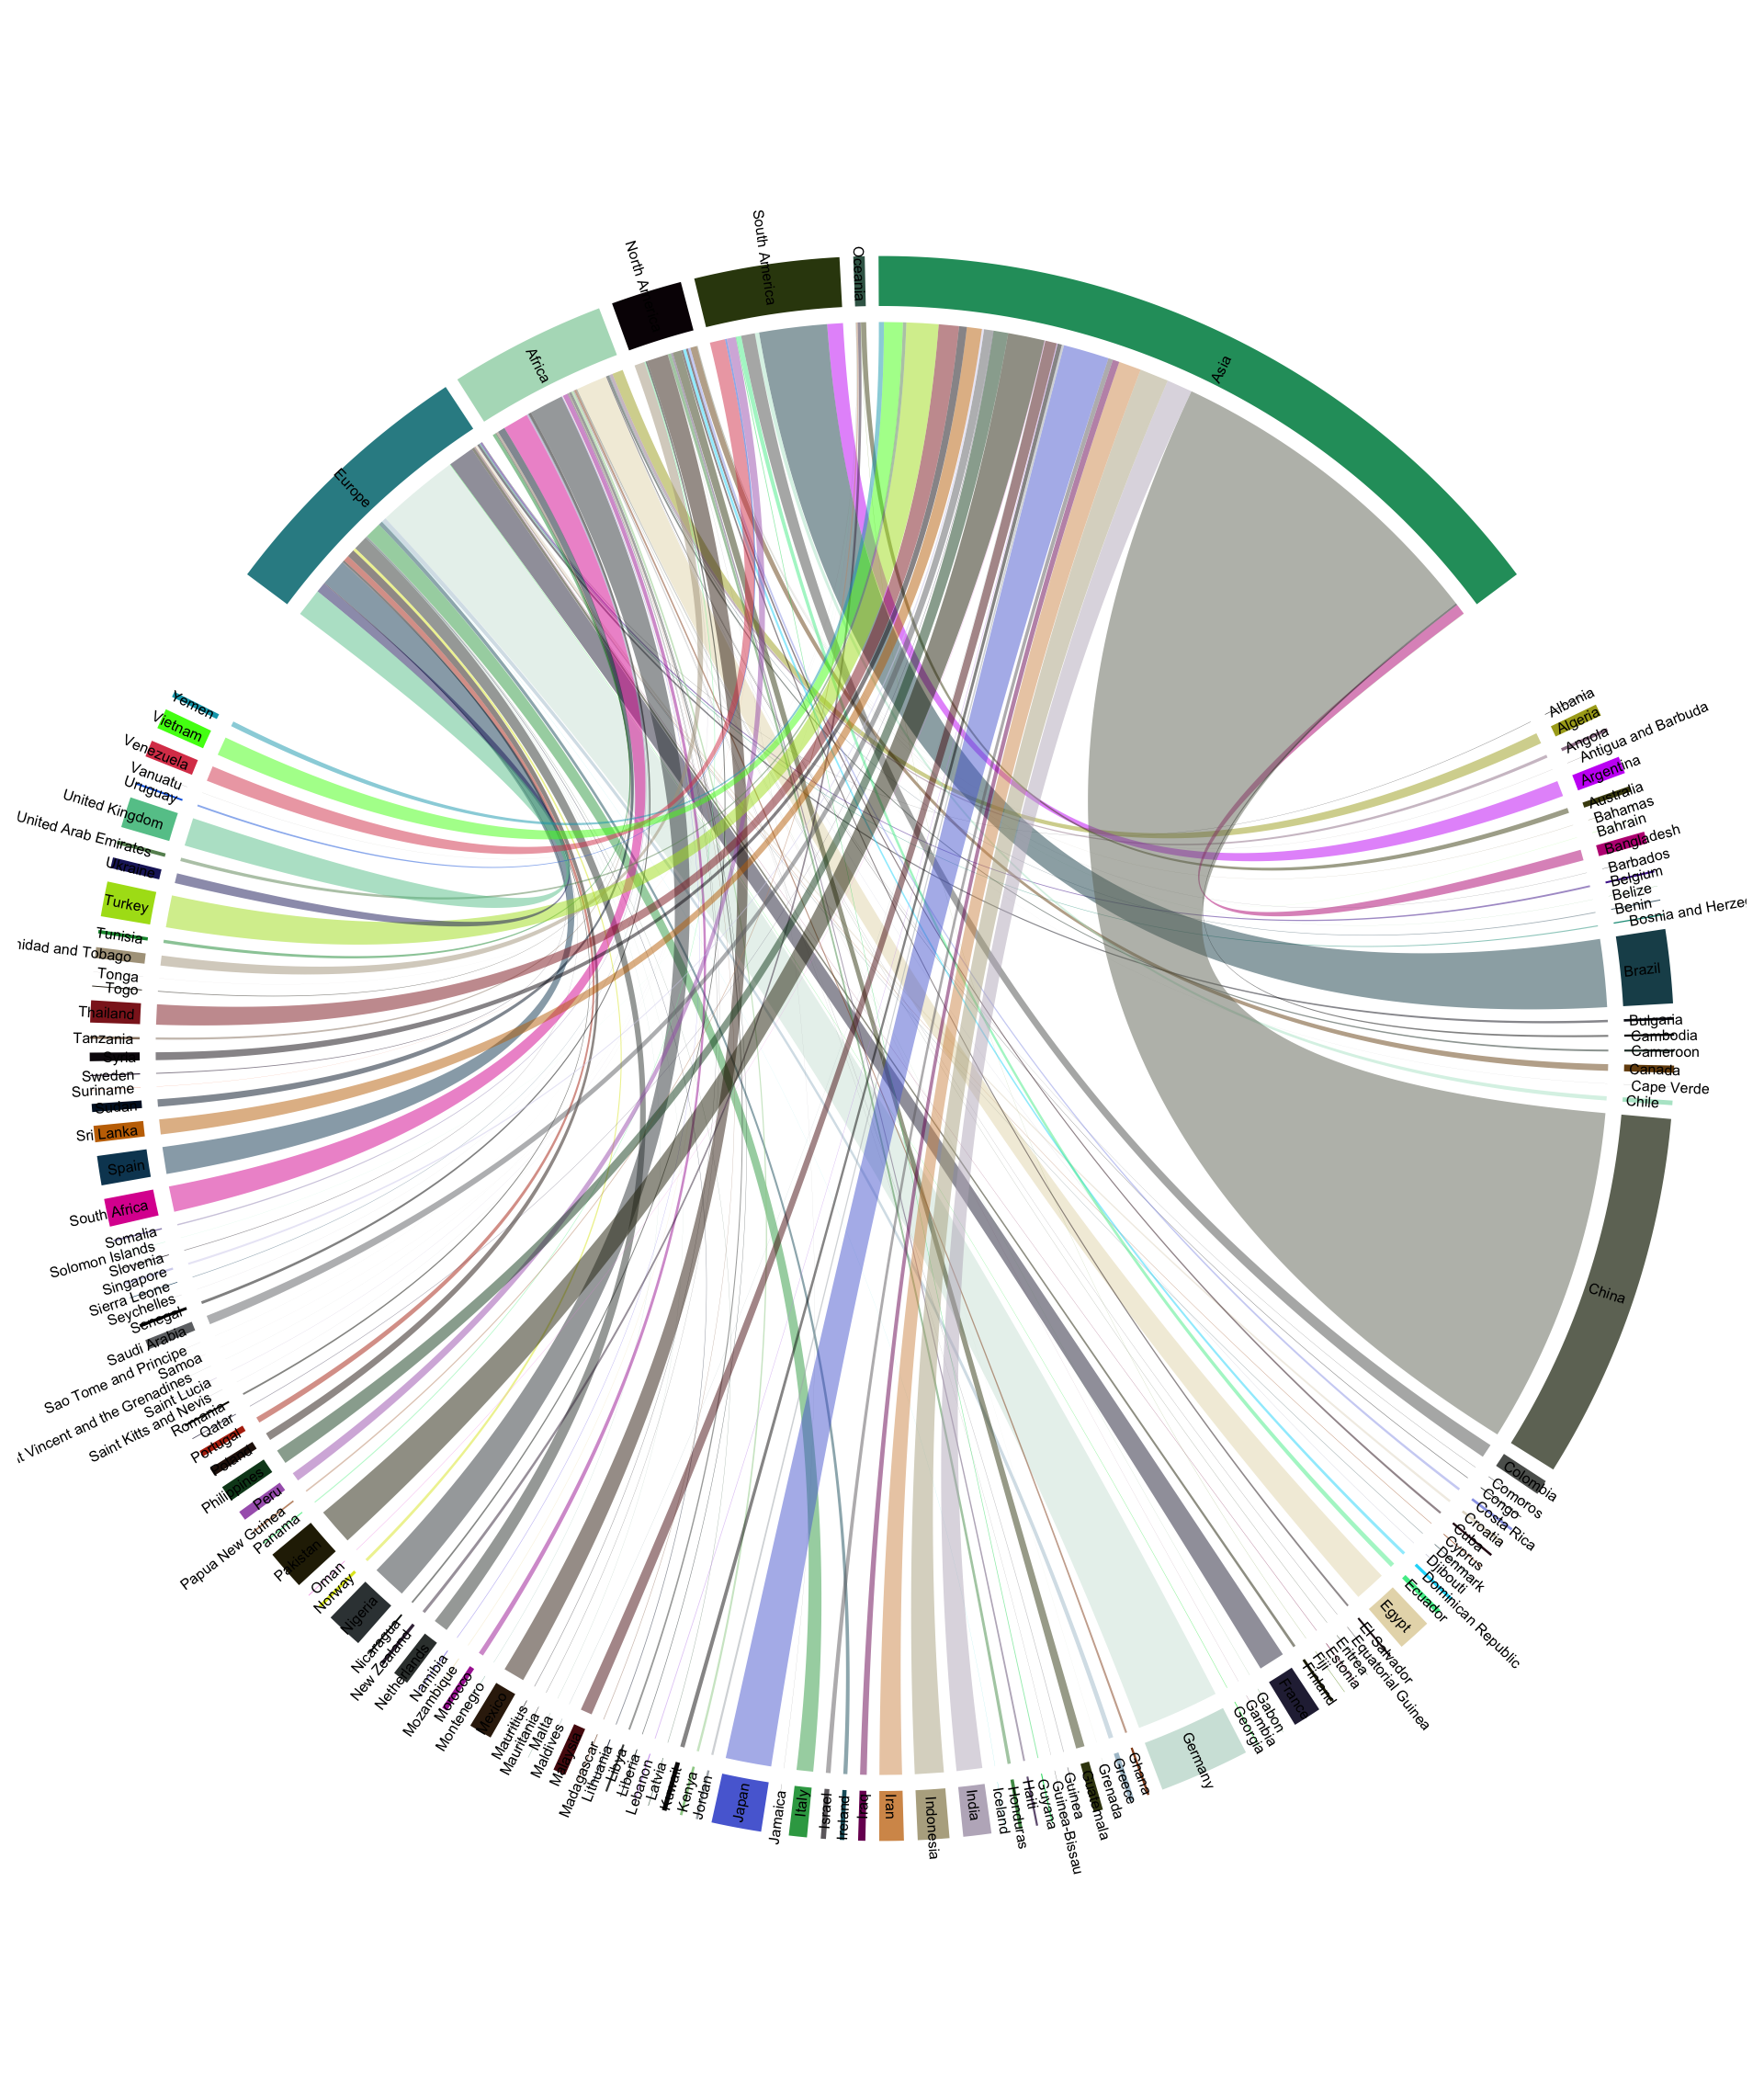 Europe
Africa
North America
South America
Oceania
Asia
Albania
Algeria
Angola
Antigua and Barbuda
Argentina
Australia
Bahamas
Bahrain
Bangladesh
Barbados
Belgium
Belize
Benin
Bosnia and Herze
Brazil
Bulgaria
Cambodia
Cameroon
Canada
Cape Verde
Chile
China
Colombia
Comoros
Congo
Costa Rica
Croatia
Cuba
Cyprus
Denmark
Djibouti
Dominican Republic
Ecuador
Egypt
El Salvador
Equatorial Guinea
Eritrea
Estonia
Fiji
Finland
France
Gabon
Gambia
Georgia
Germany
Ghana
Greece
Grenada
Guatemala
Guinea
Guinea-Bissau
Guyana
Haiti
Honduras
Iceland
India
Indonesia
Iran
Iraq
Ireland
Israel
Italy
Jamaica
Japan
Jordan
Kenya
Kuwait
Latvia
Lebanon
Liberia
Libya
Lithuania
Madagascar
Malaysia
Maldives
Malta
Mauritania
Mauritius
Mexico
Montenegro
Morocco
Mozambique
Namibia
Netherlands
New Zealand
Nicaragua
Nigeria
Norway
Oman
Pakistan
Panama
Papua New Guinea
Peru
Philippines
Poland
Portugal
Qatar
Romania
Saint Kitts and Nevis
Saint Lucia
t Vincent and the Grenadines
Samoa
Sao Tome and Principe
Saudi Arabia
Senegal
Seychelles
Sierra Leone
Singapore
Slovenia
Solomon Islands
Somalia
South Africa
Spain
Sri Lanka
Sudan
Suriname
Sweden
Syria
Tanzania
Thailand
Togo
Tonga
nidad and Tobago
Tunisia
Turkey
Ukraine
United Arab Emirates
United Kingdom
Uruguay
Vanuatu
Venezuela
Vietnam
Yemen